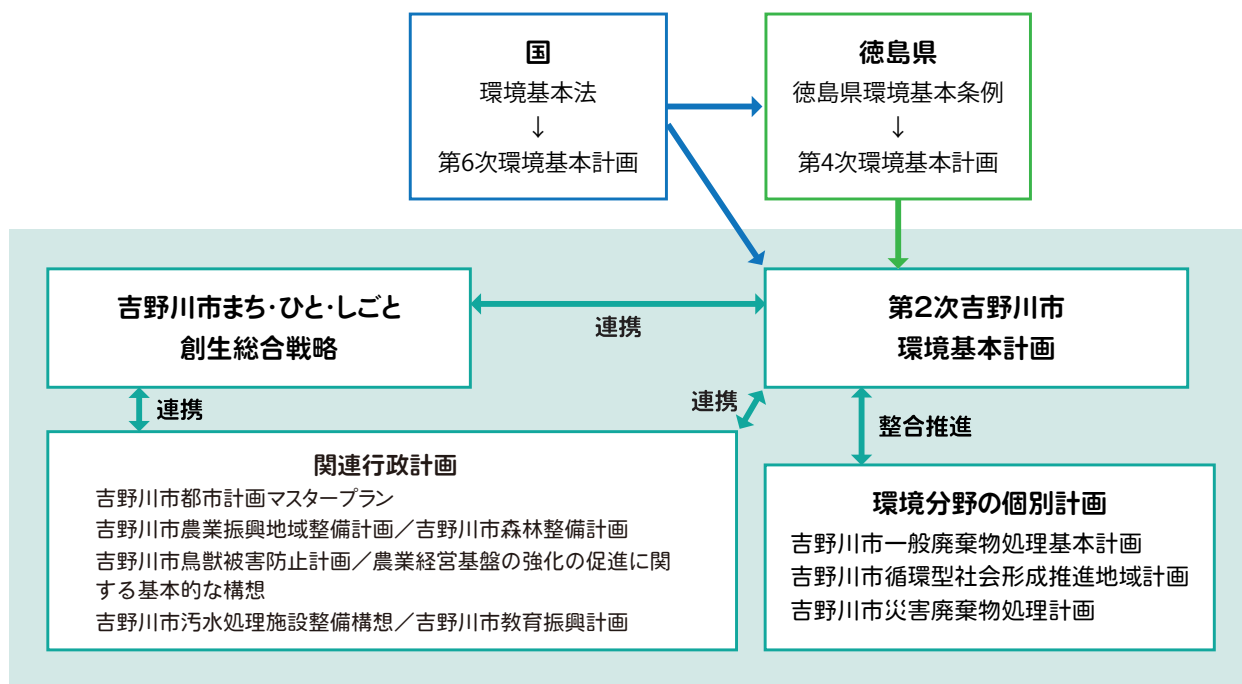 国
環境基本法
↓
第6次環境基本計画
徳島県
徳島県環境基本条例
↓
第4次環境基本計画
吉野川市まち・ひと・しごと
創生総合戦略
連携
第2次吉野川市
環境基本計画
連携
連携
整合推進
関連行政計画
吉野川市都市計画マスタープラン
吉野川市農業振興地域整備計画／吉野川市森林整備計画
吉野川市鳥獣被害防止計画／農業経営基盤の強化の促進に関
する基本的な構想
吉野川市汚水処理施設整備構想／吉野川市教育振興計画
環境分野の個別計画
吉野川市一般廃棄物処理基本計画
吉野川市循環型社会形成推進地域計画
吉野川市災害廃棄物処理計画